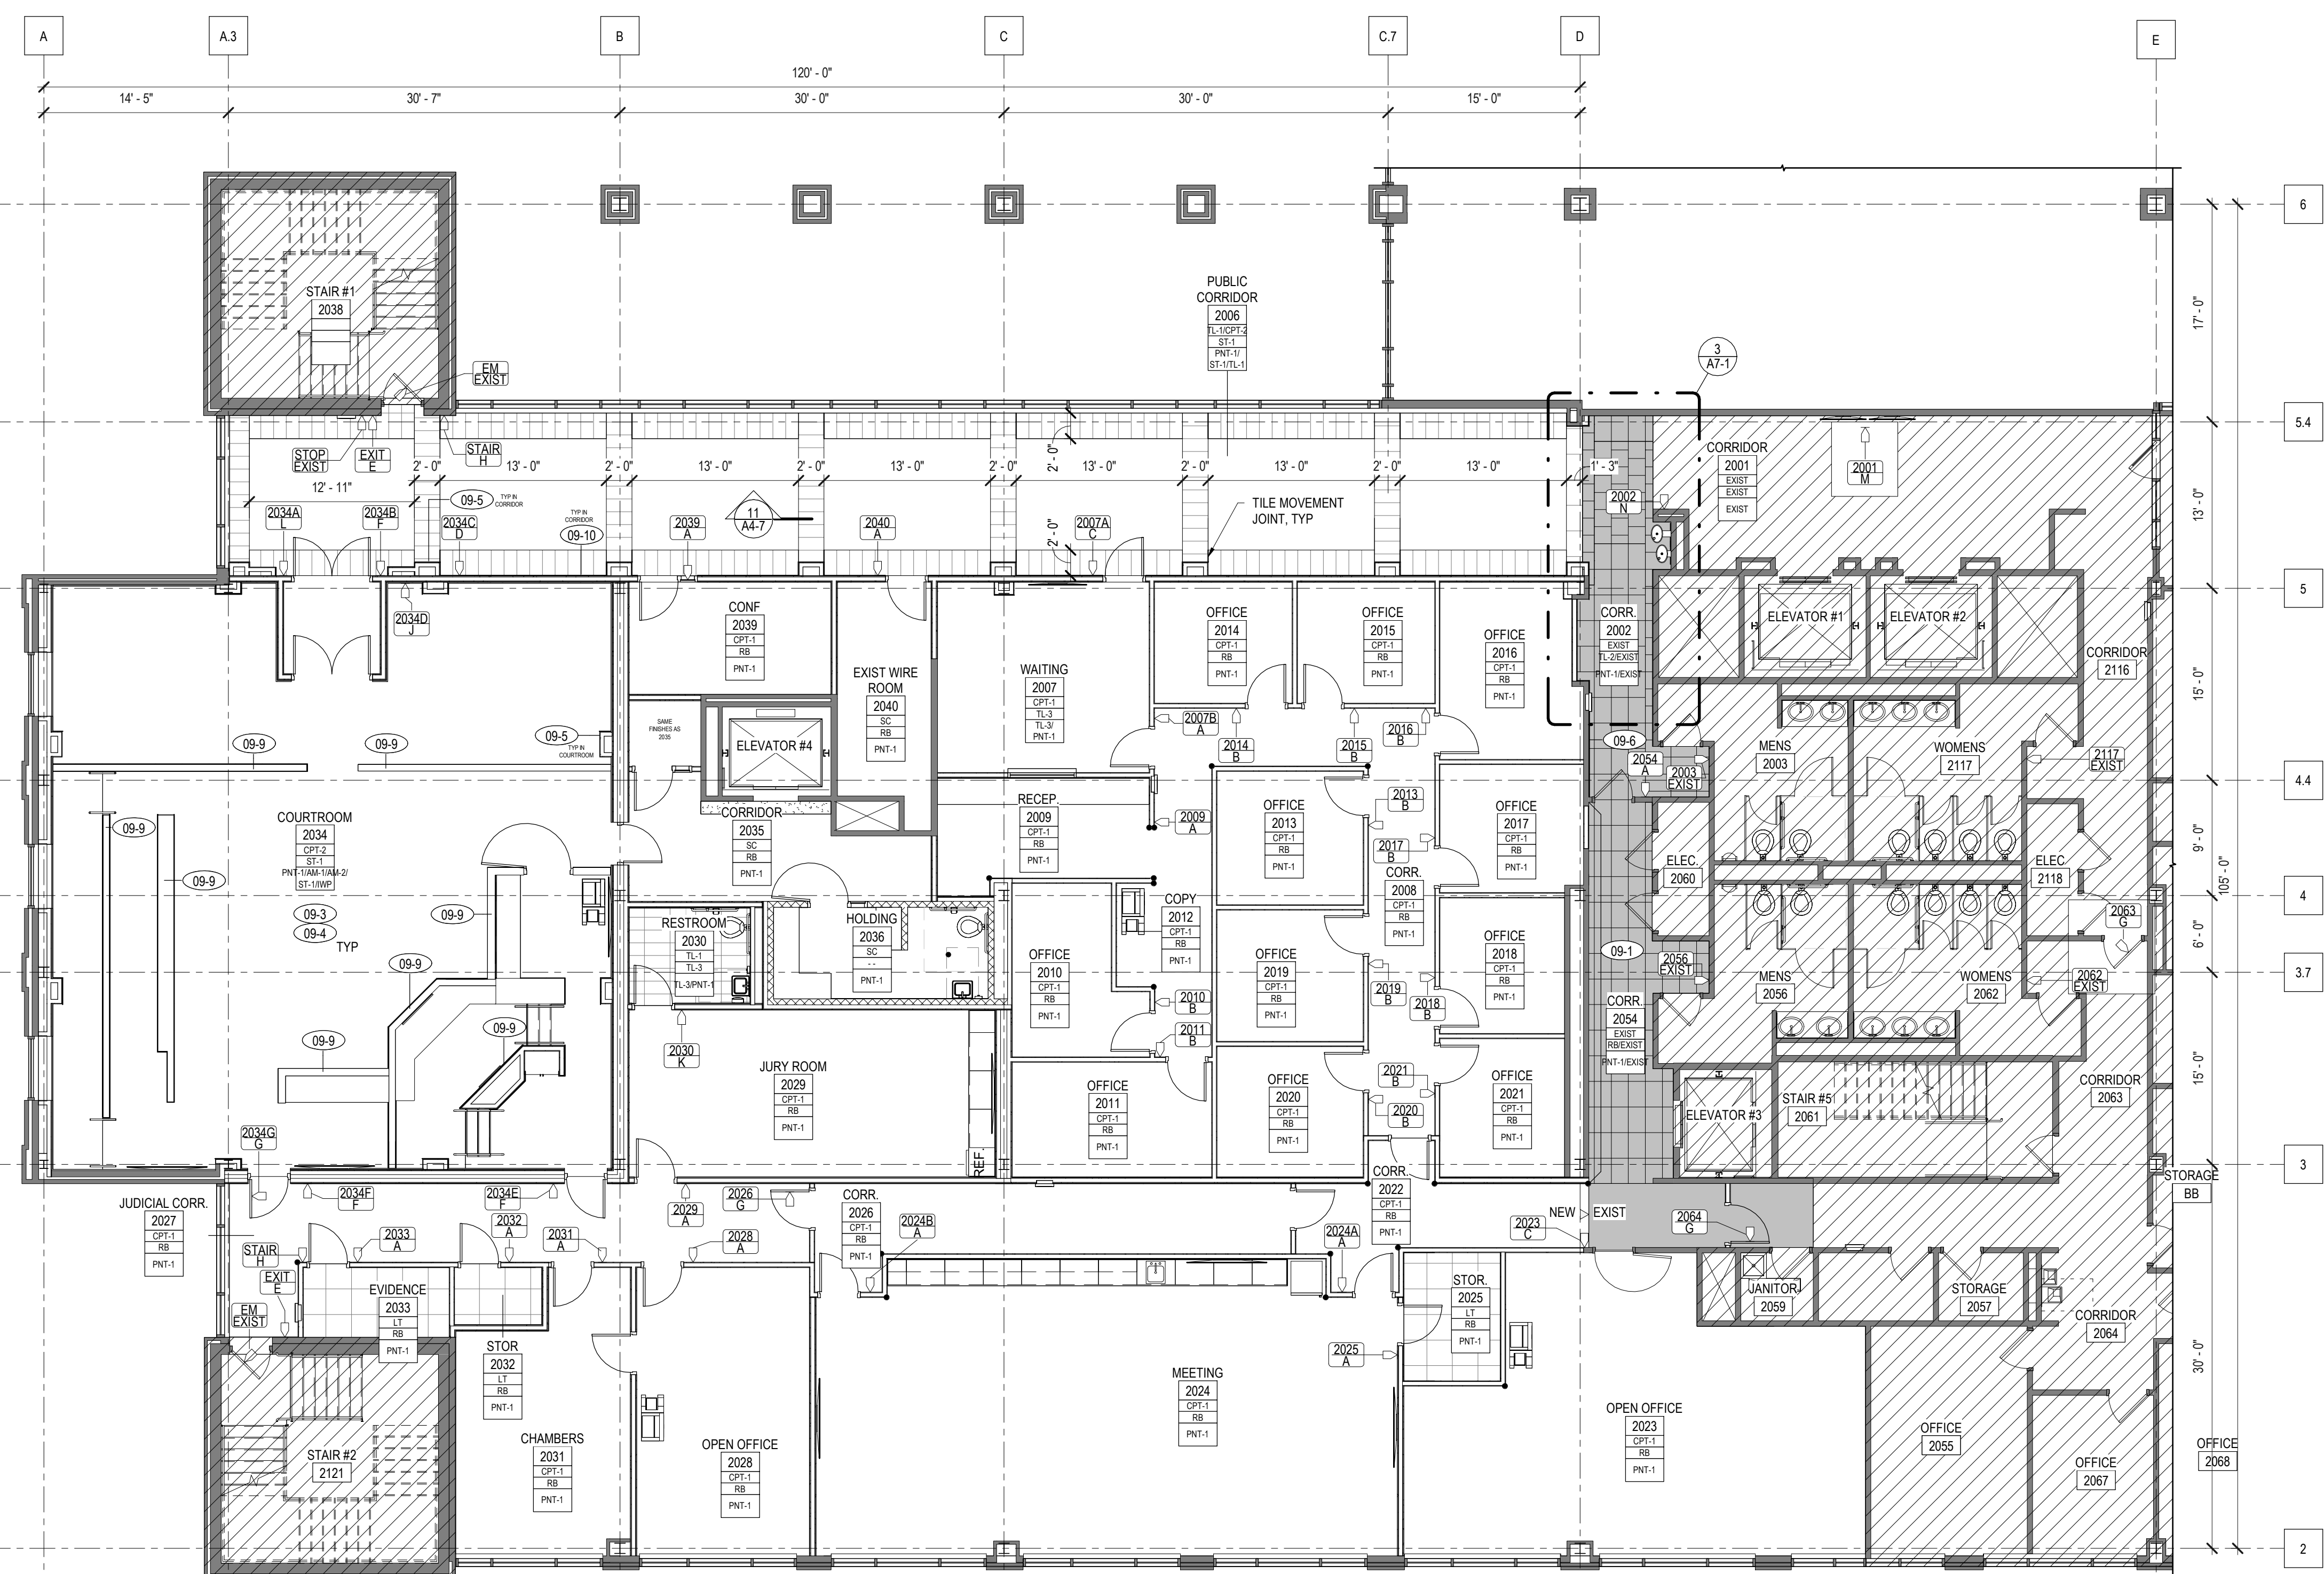 A
A.3
B
C
C.7
D
E
120' - 0"
14' - 5"
30' - 7"
30' - 0"
30' - 0"
15' - 0"
6
17' - 0"
STAIR #1
2038
EM
EXIST
PUBLIC
CORRIDOR
2006
TL-1/CPT-2
ST-1
PNT-1/
ST-1/TL-1
3
A7-1
5.4
STOP
EXIST
EXIT
E
STAIR
H
12' - 11"
2' - 0"
13' - 0"
2' - 0"
13' - 0"
2' - 0"
13' - 0"
2' - 0"
13' - 0"
2' - 0"
13' - 0"
2' - 0"
13' - 0"
1' - 3"
2' - 0"
2' - 0"
CORRIDOR
2001
EXIST
EXIST
EXIST
2001
M
2002
N
13' - 0"
09-5
TYP IN
CORRIDOR
11
A4-7
TILE MOVEMENT
JOINT, TYP
2034A
L
2034B
F
2034C
D
TYP IN
CORRIDOR
09-10
2039
A
2040
A
2007A
C
5
2034D
J
CONF
2039
CPT-1
RB
PNT-1
EXIST WIRE
ROOM
2040
SC
RB
PNT-1
WAITING
2007
CPT-1
TL-3
TL-3/
PNT-1
OFFICE
2014
CPT-1
RB
PNT-1
OFFICE
2015
CPT-1
RB
PNT-1
OFFICE
2016
CPT-1
RB
PNT-1
CORR.
2002
EXIST
TL-2/EXIST
PNT-1/EXIST
ELEVATOR #1
ELEVATOR #2
CORRIDOR
2116
15' - 0"
SAME
FINISHES AS
2035
ELEVATOR #4
2007B
A
2014
B
2015
B
2016
B
09-9
09-9
09-5
TYP IN
COURTROOM
09-6
2054
A
2003
EXIST
MENS
2003
WOMENS
2117
2117
EXIST
4.4
COURTROOM
2034
CPT-2
ST-1
PNT-1/AM-1/AM-2/
ST-1/IWP
09-3
09-4
TYP
09-9
09-9
09-9
09-9
09-9
09-9
CORRIDOR
2035
SC
RB
PNT-1
RECEP.
2009
CPT-1
RB
PNT-1
2009
A
OFFICE
2013
CPT-1
RB
PNT-1
2013
B
2017
B
OFFICE
2017
CPT-1
RB
PNT-1
ELEC.
2060
ELEC.
2118
9' - 0"
105' - 0"
4
CORR.
2008
CPT-1
RB
PNT-1
RESTROOM
2030
TL-1
TL-3
TL-3/PNT-1
HOLDING
2036
SC
- -
PNT-1
OFFICE
2010
CPT-1
RB
PNT-1
COPY
2012
CPT-1
RB
PNT-1
2010
B
2011
B
OFFICE
2019
CPT-1
RB
PNT-1
2019
B
2018
B
OFFICE
2018
CPT-1
RB
PNT-1
09-1
2056
EXIST
2063
G
2062
EXIST
MENS
2056
WOMENS
2062
6' - 0"
3.7
CORR.
2054
EXIST
RB/EXIST
PNT-1/EXIST
2030
K
JURY ROOM
2029
CPT-1
RB
PNT-1
REF.
OFFICE
2011
CPT-1
RB
PNT-1
OFFICE
2020
CPT-1
RB
PNT-1
2021
B
2020
B
OFFICE
2021
CPT-1
RB
PNT-1
ELEVATOR #3
STAIR #5
2061
CORRIDOR
2063
15' - 0"
3
2034G
G
2034F
F
2034E
F
2029
A
2026
G
CORR.
2026
CPT-1
RB
PNT-1
2024B
A
2024A
A
CORR.
2022
CPT-1
RB
PNT-1
2023
C
NEW
EXIST
2064
G
STORAGE
BB
JUDICIAL CORR.
2027
CPT-1
RB
PNT-1
STAIR
H
EXIT
E
EM
EXIST
2033
A
2032
A
2031
A
2028
A
EVIDENCE
2033
LT
RB
PNT-1
STOR
2032
LT
RB
PNT-1
STOR.
2025
LT
RB
PNT-1
2025
A
JANITOR
2059
STORAGE
2057
CORRIDOR
2064
30' - 0"
STAIR #2
2121
CHAMBERS
2031
CPT-1
RB
PNT-1
OPEN OFFICE
2028
CPT-1
RB
PNT-1
MEETING
2024
CPT-1
RB
PNT-1
OPEN OFFICE
2023
CPT-1
RB
PNT-1
OFFICE
2055
OFFICE
2067
OFFICE
2068
2